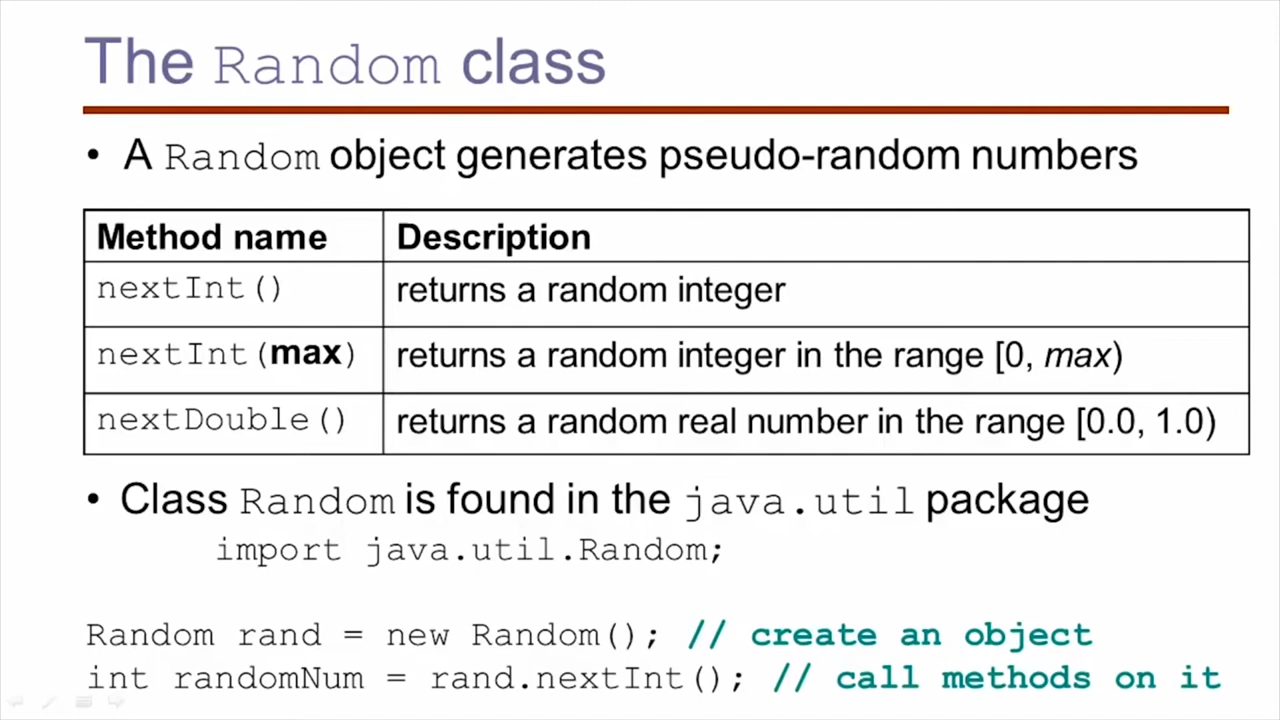 The Random class
• A Random object generates pseudo-random numbers
Method name Description
nextInt() returns a random integer
nextInt(max) returns a random integer in the range [0, max)
nextDouble() returns a random real number in the range [0.0, 1.0)
• Class Random is found in the java.util package
import java.util.Random;
Random rand = new Random(); // create an object
int randomNum = rand.nextInt(); // call methods on it